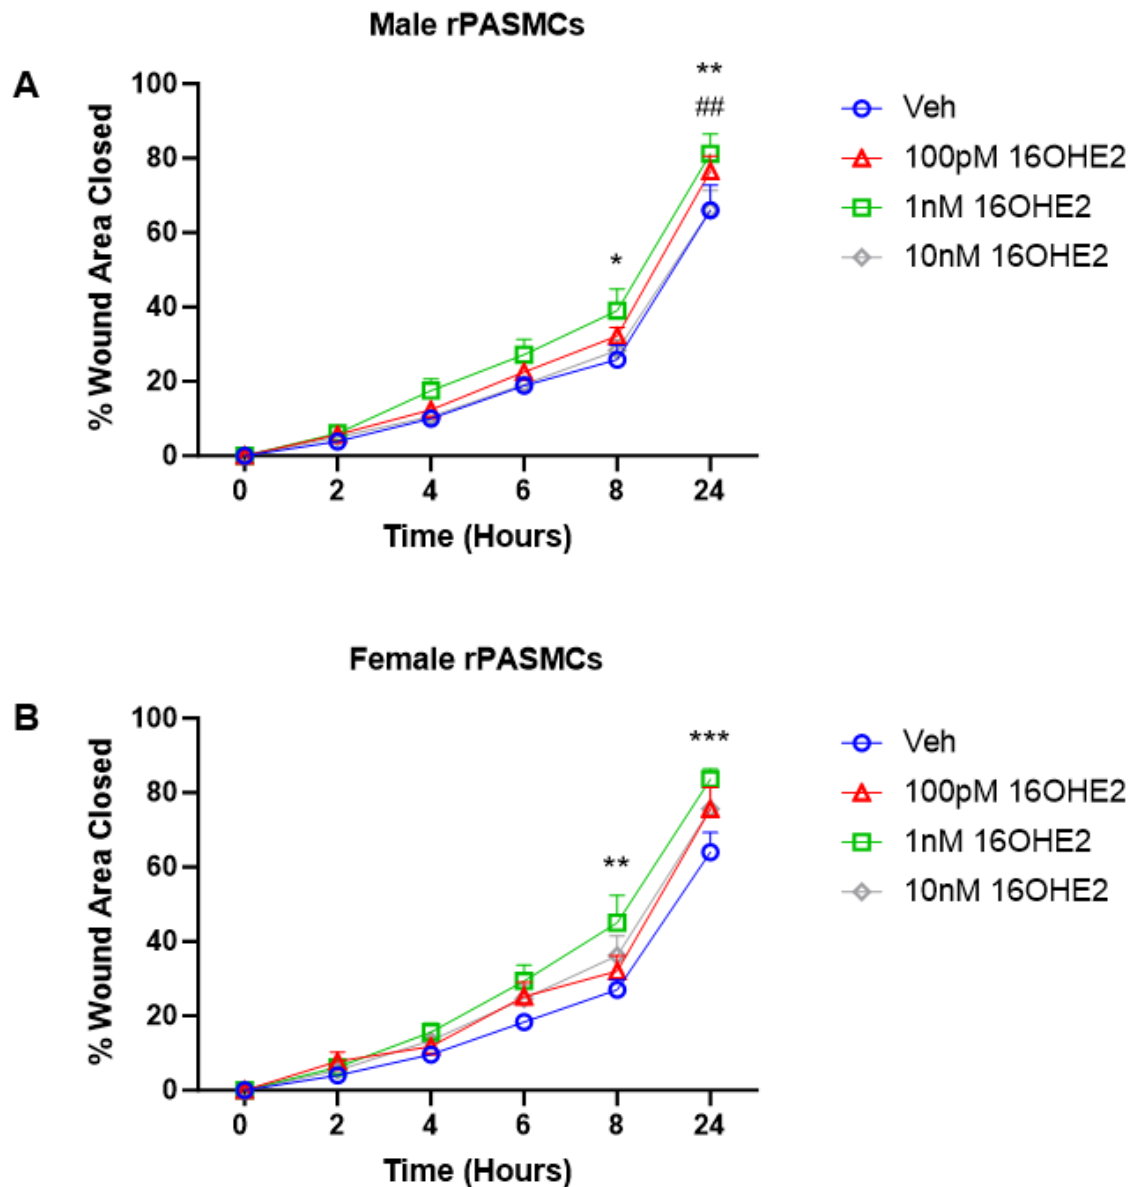 Male rPASMCs
A
% Wound Area Closed
100
80
60
40
20
0
**
##
*
0 2 4 6 8 24
Time (Hours)
Veh
100pM 16OHE2
1nM 16OHE2
10nM 16OHE2
Female rPASMCs
B
% Wound Area Closed
100
80
60
40
20
0
***
**
0 2 4 6 8 24
Time (Hours)
Veh
100pM 16OHE2
1nM 16OHE2
10nM 16OHE2